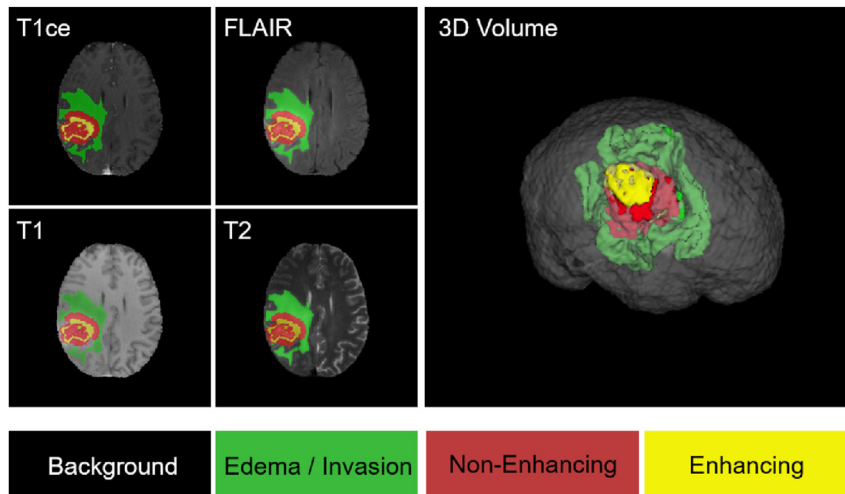 T1ce
FLAIR
3D Volume
T1
T2
Background
Edema / Invasion
Non-Enhancing
Enhancing